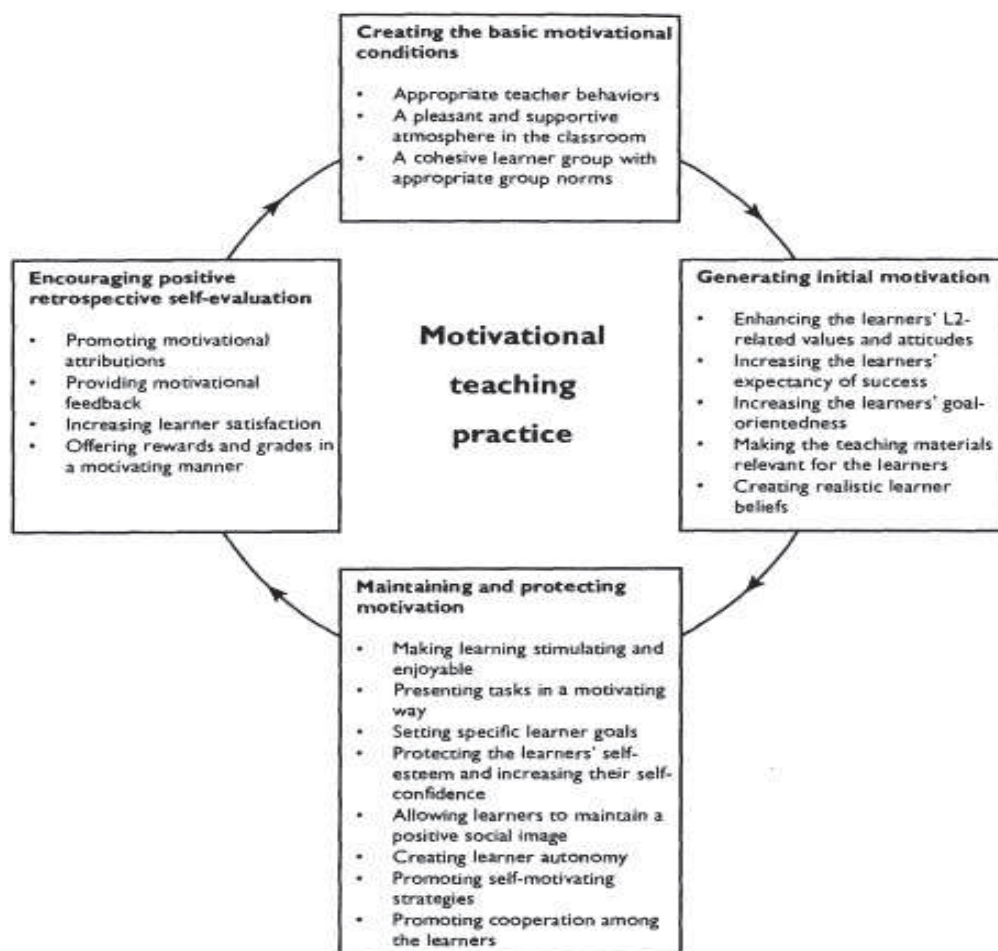 Creating the basic motivational
conditions
• Appropriate teacher behaviors
• A pleasant and supportive
atmosphere in the classroom
• A cohesive learner group with
appropriate group norms
Encouraging positive
retrospective self-evaluation
• Promoting motivational
attributions
• Providing motivational
feedback
• Increasing learner satisfaction
• Offering rewards and grades in
a motivating manner
Motivational
teaching
practice
Generating initial motivation
• Enhancing the learners' L2-
related values and attitudes
• Increasing the learners'
expectancy of success
• Increasing the learners' goal-
orientedness
• Making the teaching materials
relevant for the learners
• Creating realistic learner
beliefs
Maintaining and protecting
motivation
• Making learning stimulating and
enjoyable
• Presenting tasks in a motivating
way
• Setting specific learner goals
• Protecting the learners' self-
esteem and increasing their self-
confidence
• Allowing learners to maintain a
positive social image
• Creating learner autonomy
• Promoting self-motivating
strategies
• Promoting cooperation among
the learners